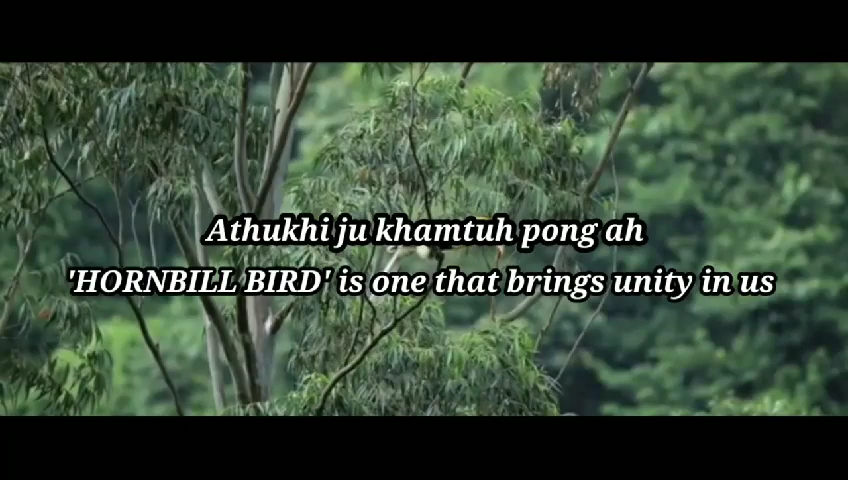 Athukhi ju khamtuh pong ah
'HORNBILL BIRD' is one that brings unity in us